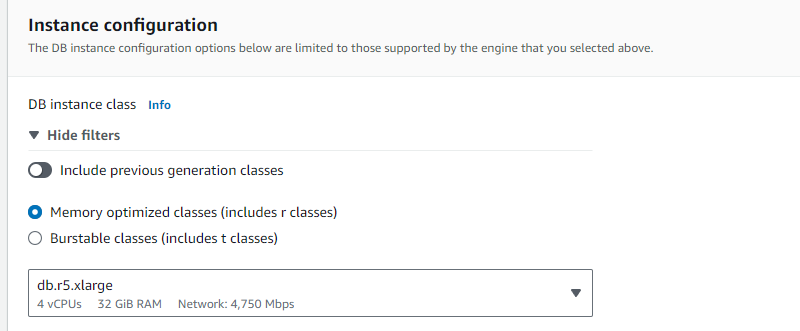 Instance configuration
The DB instance configuration options below are limited to those supported by the engine that you selected above.
DB instance class Info
Hide filters
Include previous generation classes
Memory optimized classes (includes r classes)
Burstable classes (includes t classes)
db.r5.xlarge
4 vCPUs 32 GiB RAM Network: 4,750 Mbps